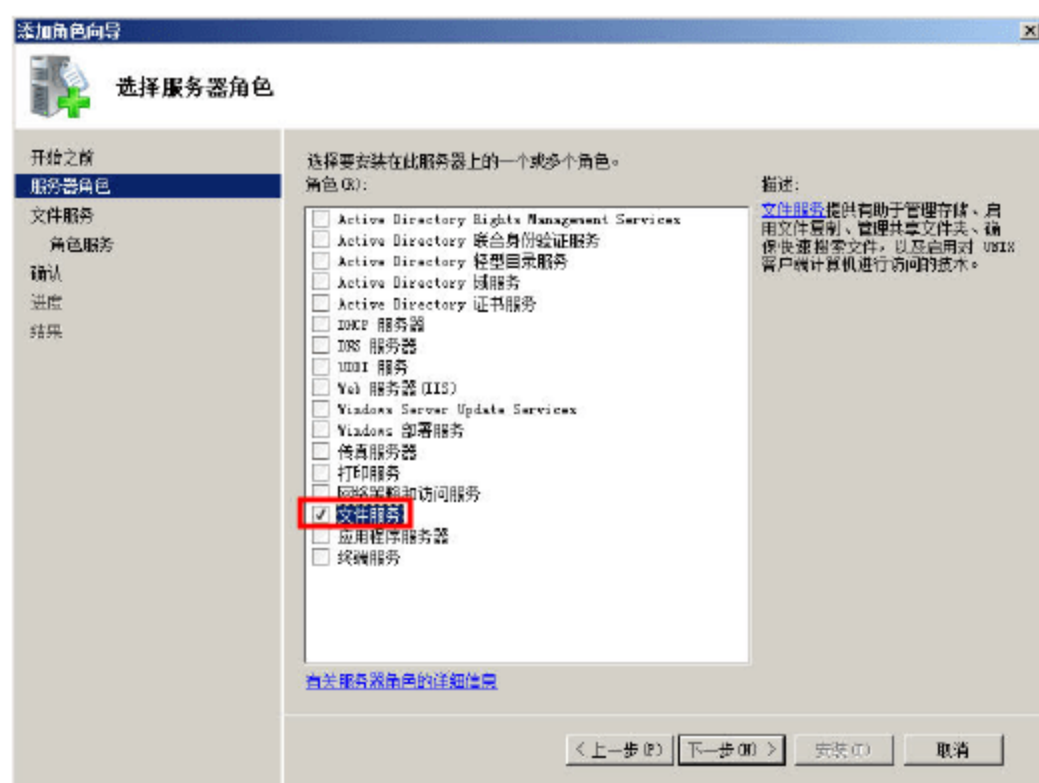 添加角色向导
选择服务器角色
开始之前
服务器角色
文件服务
角色服务
确认
进度
结果
选择要安装在此服务器上的一个或多个角色。
角色(R):
Active Directory Rights Management Services
Active Directory 联合身份验证服务
Active Directory 轻型目录服务
Active Directory 域服务
Active Directory 证书服务
DHCP 服务器
DNS 服务器
UDDI 服务
Web 服务器(IIS)
Windows Server Update Services
Windows 部署服务
传真服务器
打印服务
网络策略和访问服务
文件服务
应用程序服务器
终端服务
有关服务器角色的详细信息
描述:
文件服务提供有助于管理存储、启
用文件复制、管理共享文件夹、确
保快速搜索文件，以及启用对 UNIX
客户端计算机进行访问的技术。
< 上一步(P)
下一步(N) >
安装(I)
取消